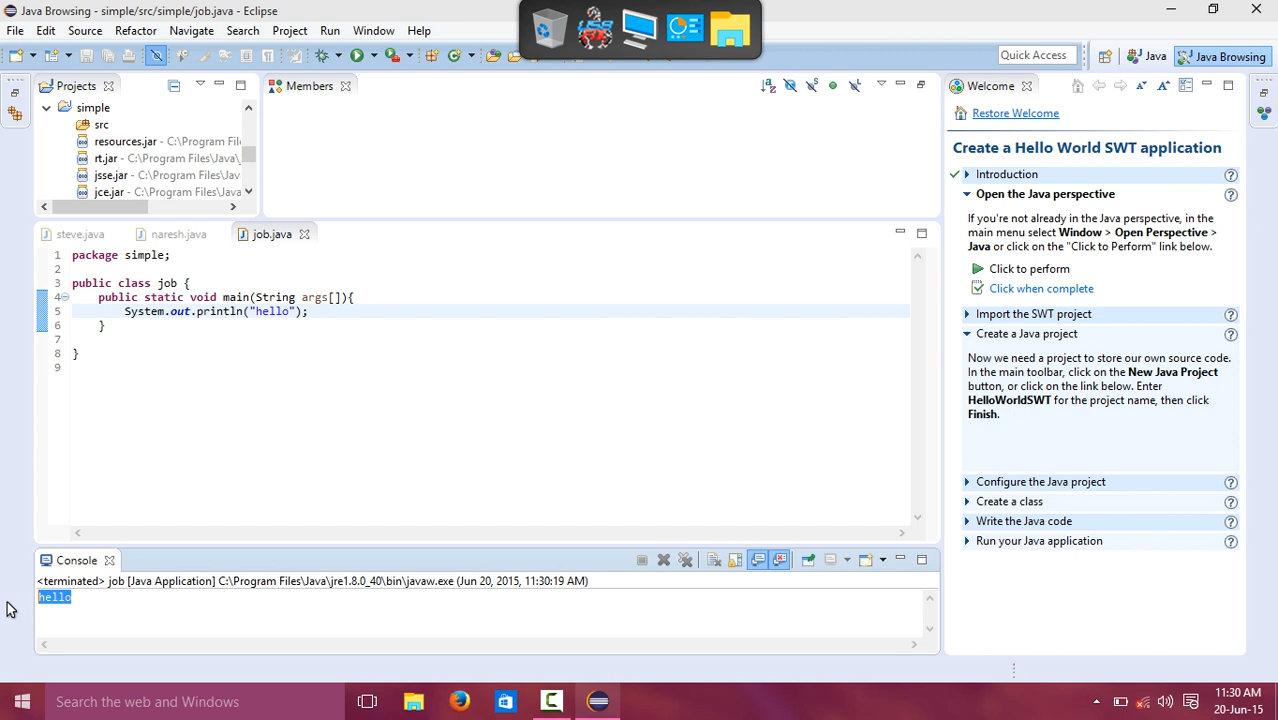 Java Browsing - simple/src/simple/job.java - Eclipse
File Edit Source Refactor Navigate Search Project Run Window Help
Quick Access
Java
Java Browsing
Projects
simple
src
resources.jar - C:\Program File
rt.jar - C:\Program Files\Java\
jsse.jar - C:\Program Files\Java
jce.jar - C:\Program Files\Java\
Members
steve.java
naresh.java
job.java
1 package simple;
2
3 public class job {
4 public static void main(String args[]){
5 System.out.println("hello");
6 }
7
8 }
9
Console
<terminated> job [Java Application] C:\Program Files\Java\jre1.8.0_40\bin\javaw.exe (Jun 20, 2015, 11:30:19 AM)
hello
Welcome
Restore Welcome
Create a Hello World SWT application
Introduction
Open the Java perspective
If you're not already in the Java perspective, in the
main menu select Window > Open Perspective >
Java or click on the "Click to Perform" link below.
Click to perform
Click when complete
Import the SWT project
Create a Java project
Now we need a project to store our own source code.
In the main toolbar, click on the New Java Project
button, or click on the link below. Enter
HelloWorldSWT for the project name, then click
Finish.
Configure the Java project
Create a class
Write the Java code
Run your Java application
Search the web and Windows
11:30 AM
20-Jun-15